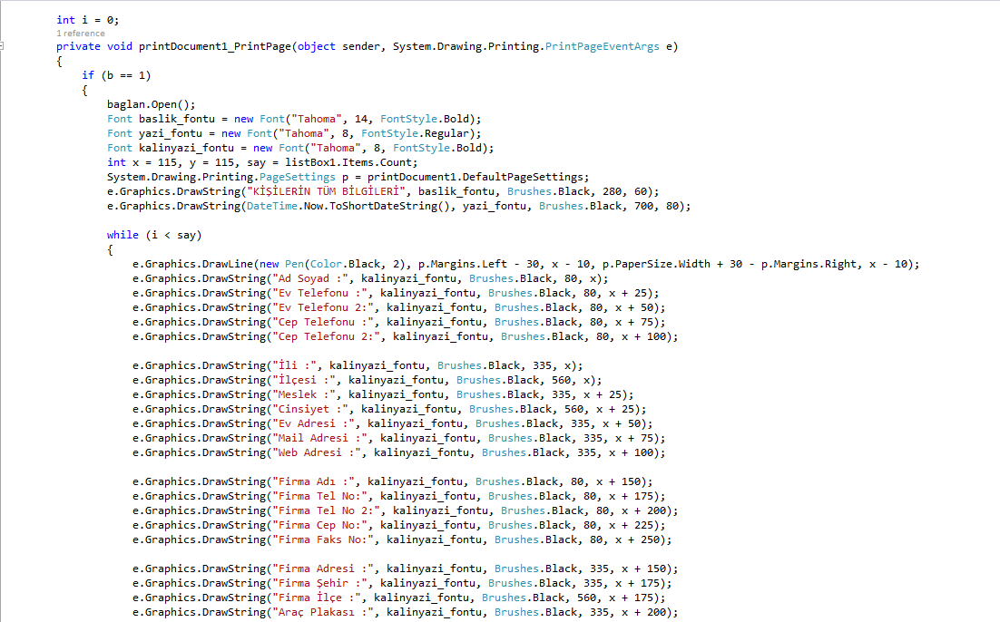 int i = 0;
1 reference
private void printDocument1_PrintPage(object sender, System.Drawing.Printing.PrintPageEventArgs e)
{
if (b == 1)
{
baglan.Open();
Font baslik_fontu = new Font("Tahoma", 14, FontStyle.Bold);
Font yazi_fontu = new Font("Tahoma", 8, FontStyle.Regular);
Font kalinyazi_fontu = new Font("Tahoma", 8, FontStyle.Bold);
int x = 115, y = 115, say = listBox1.Items.Count;
System.Drawing.Printing.PageSettings p = printDocument1.DefaultPageSettings;
e.Graphics.DrawString("KİŞİLERİN TÜM BİLGİLERİ", baslik_fontu, Brushes.Black, 280, 60);
e.Graphics.DrawString(DateTime.Now.ToShortDateString(), yazi_fontu, Brushes.Black, 700, 80);
while (i < say)
{
e.Graphics.DrawLine(new Pen(Color.Black, 2), p.Margins.Left - 30, x - 10, p.PaperSize.Width + 30 - p.Margins.Right, x - 10);
e.Graphics.DrawString("Ad Soyad :", kalinyazi_fontu, Brushes.Black, 80, x);
e.Graphics.DrawString("Ev Telefonu :", kalinyazi_fontu, Brushes.Black, 80, x + 25);
e.Graphics.DrawString("Ev Telefonu 2:", kalinyazi_fontu, Brushes.Black, 80, x + 50);
e.Graphics.DrawString("Cep Telefonu :", kalinyazi_fontu, Brushes.Black, 80, x + 75);
e.Graphics.DrawString("Cep Telefonu 2:", kalinyazi_fontu, Brushes.Black, 80, x + 100);
e.Graphics.DrawString("İli :", kalinyazi_fontu, Brushes.Black, 335, x);
e.Graphics.DrawString("İlçesi :", kalinyazi_fontu, Brushes.Black, 560, x);
e.Graphics.DrawString("Meslek :", kalinyazi_fontu, Brushes.Black, 335, x + 25);
e.Graphics.DrawString("Cinsiyet :", kalinyazi_fontu, Brushes.Black, 560, x + 25);
e.Graphics.DrawString("Ev Adresi :", kalinyazi_fontu, Brushes.Black, 335, x + 50);
e.Graphics.DrawString("Mail Adresi :", kalinyazi_fontu, Brushes.Black, 335, x + 75);
e.Graphics.DrawString("Web Adresi :", kalinyazi_fontu, Brushes.Black, 335, x + 100);
e.Graphics.DrawString("Firma Adı :", kalinyazi_fontu, Brushes.Black, 80, x + 150);
e.Graphics.DrawString("Firma Tel No:", kalinyazi_fontu, Brushes.Black, 80, x + 175);
e.Graphics.DrawString("Firma Tel No 2:", kalinyazi_fontu, Brushes.Black, 80, x + 200);
e.Graphics.DrawString("Firma Cep No:", kalinyazi_fontu, Brushes.Black, 80, x + 225);
e.Graphics.DrawString("Firma Faks No:", kalinyazi_fontu, Brushes.Black, 80, x + 250);
e.Graphics.DrawString("Firma Adresi :", kalinyazi_fontu, Brushes.Black, 335, x + 150);
e.Graphics.DrawString("Firma Şehir :", kalinyazi_fontu, Brushes.Black, 335, x + 175);
e.Graphics.DrawString("Firma İlçe :", kalinyazi_fontu, Brushes.Black, 560, x + 175);
e.Graphics.DrawString("Araç Plakası :", kalinyazi_fontu, Brushes.Black, 335, x + 200);